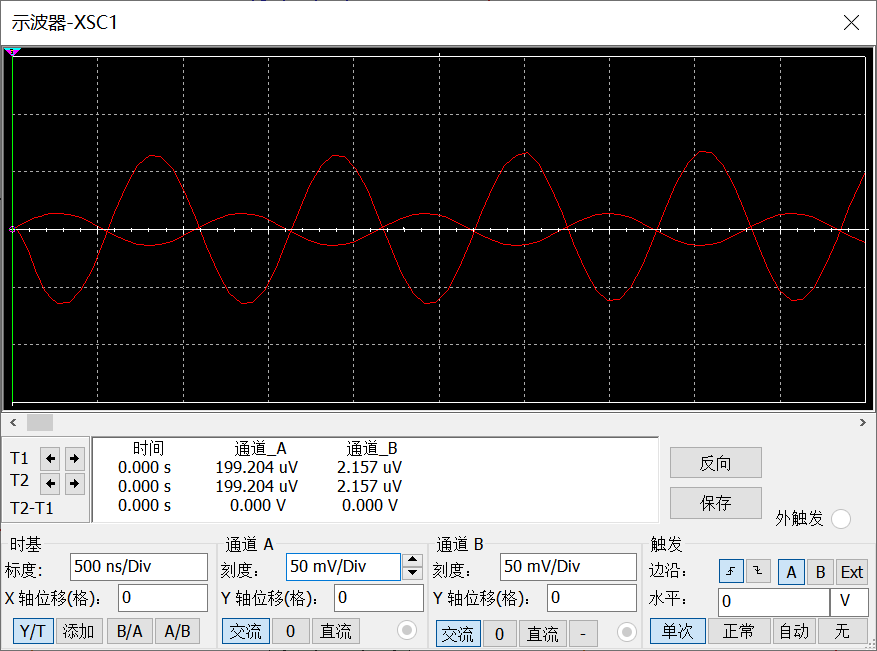 示波器-XSC1
时间 通道_A 通道_B
T1 0.000 s 199.204 uV 2.157 uV
T2 0.000 s 199.204 uV 2.157 uV
T2-T1 0.000 s 0.000 V 0.000 V
反向
保存
外触发
时基 通道 A 通道 B 触发
标度: 500 ns/Div 刻度: 50 mV/Div 刻度: 50 mV/Div 边沿: A B Ext
X 轴位移(格): 0 Y 轴位移(格): 0 Y 轴位移(格): 0 水平: 0 V
Y/T 添加 B/A A/B 交流 0 直流 交流 0 直流 - 单次 正常 自动 无